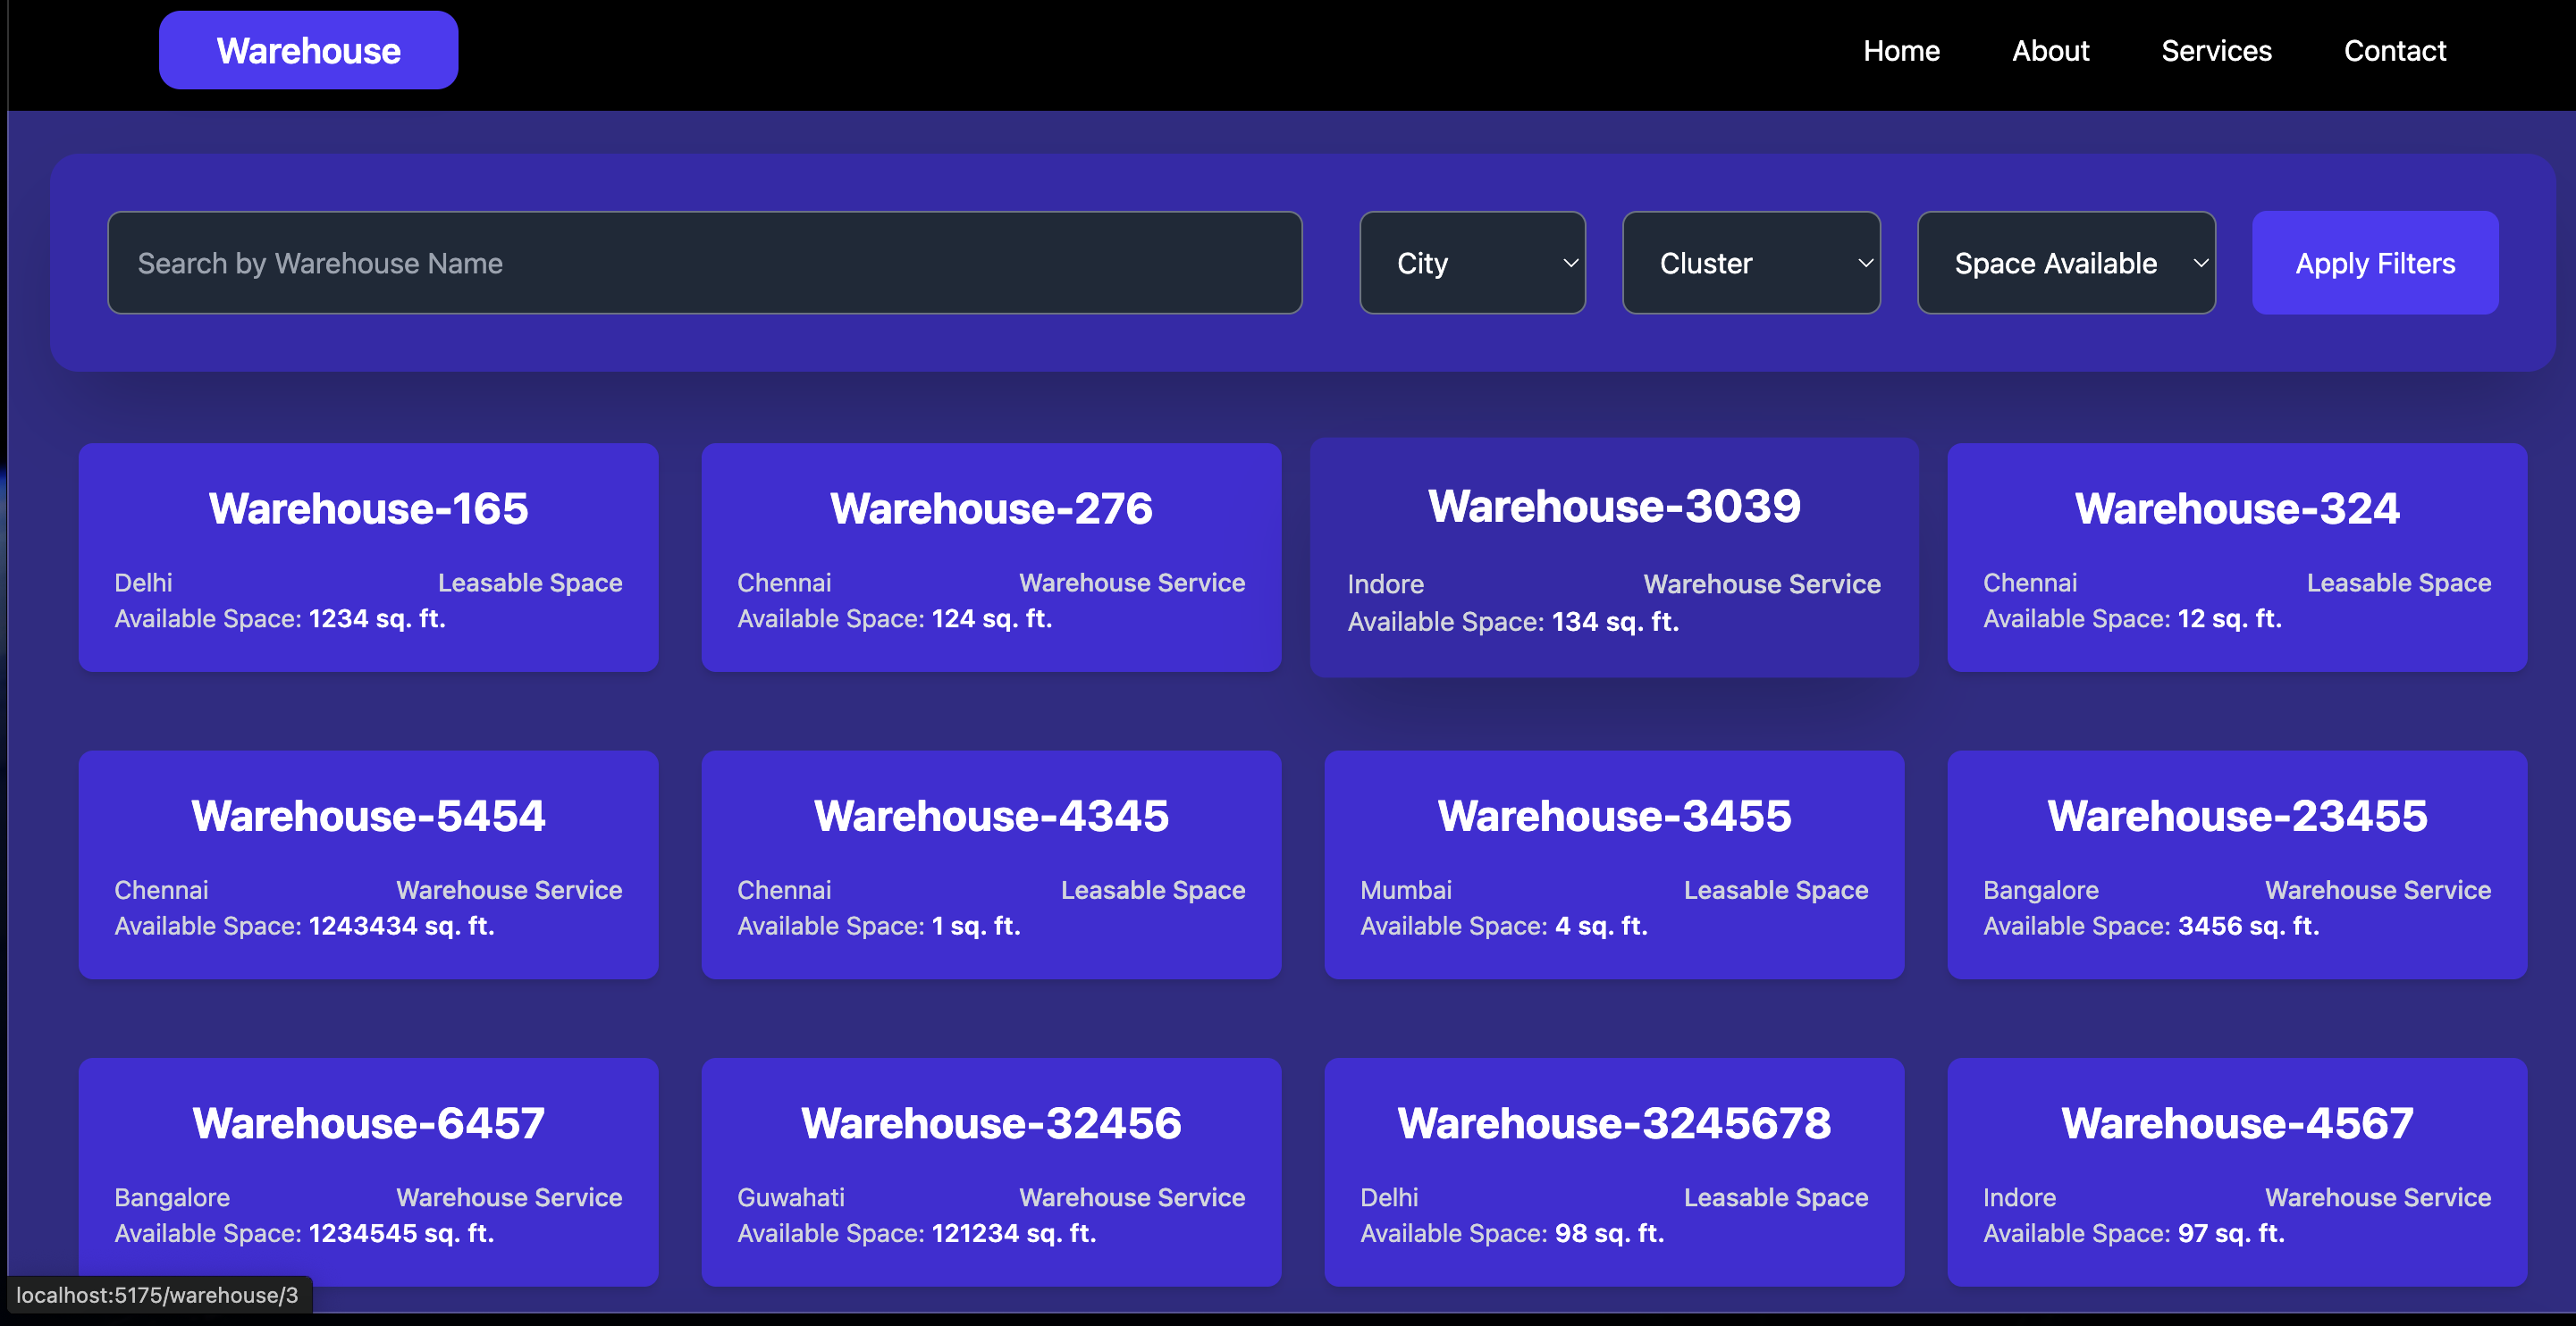 Warehouse
Home About Services Contact
Search by Warehouse Name City Cluster Space Available Apply Filters
Warehouse-165
Delhi Leasable Space
Available Space: 1234 sq. ft.
Warehouse-276
Chennai Warehouse Service
Available Space: 124 sq. ft.
Warehouse-3039
Indore Warehouse Service
Available Space: 134 sq. ft.
Warehouse-324
Chennai Leasable Space
Available Space: 12 sq. ft.
Warehouse-5454
Chennai Warehouse Service
Available Space: 1243434 sq. ft.
Warehouse-4345
Chennai Leasable Space
Available Space: 1 sq. ft.
Warehouse-3455
Mumbai Leasable Space
Available Space: 4 sq. ft.
Warehouse-23455
Bangalore Warehouse Service
Available Space: 3456 sq. ft.
Warehouse-6457
Bangalore Warehouse Service
Available Space: 1234545 sq. ft.
Warehouse-32456
Guwahati Warehouse Service
Available Space: 121234 sq. ft.
Warehouse-3245678
Delhi Leasable Space
Available Space: 98 sq. ft.
Warehouse-4567
Indore Warehouse Service
Available Space: 97 sq. ft.
localhost:5175/warehouse/3